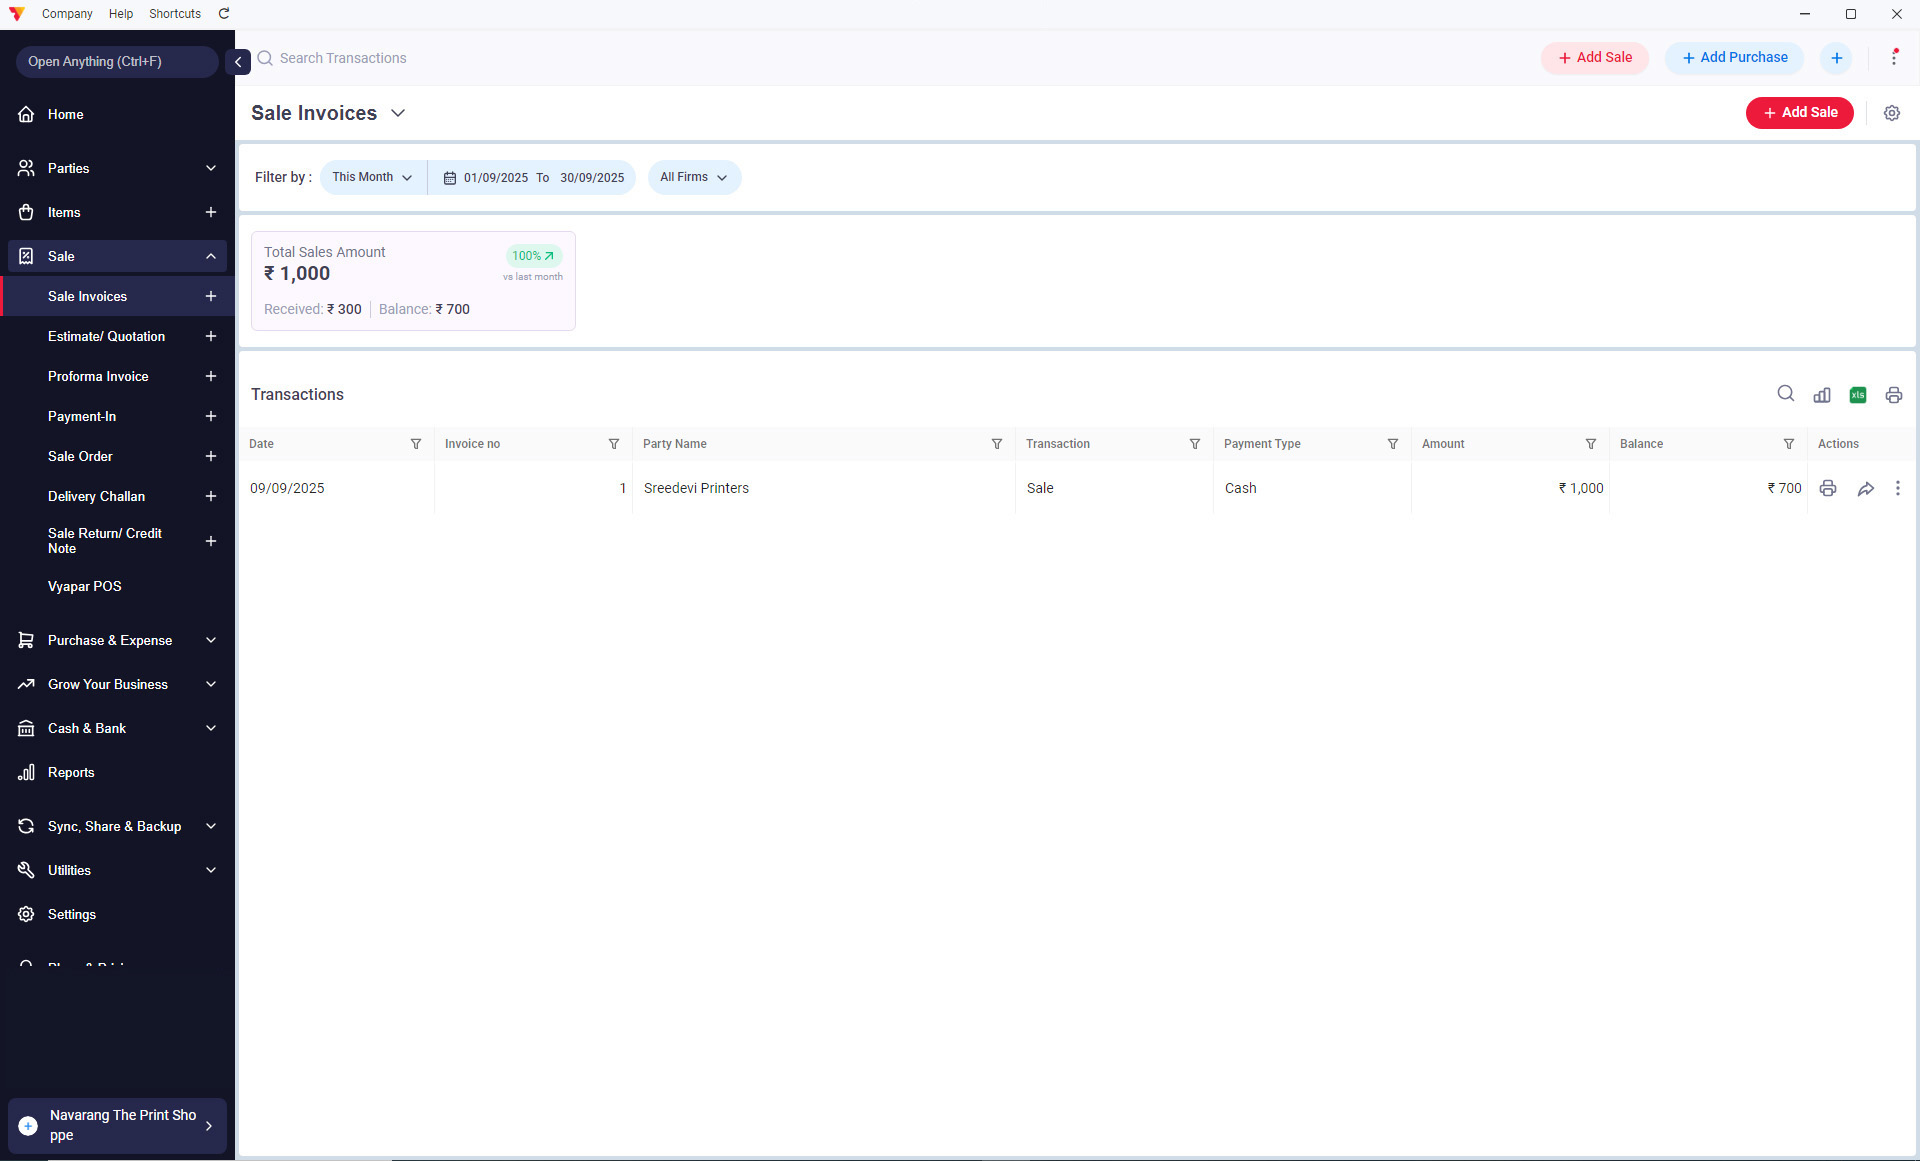 Company Help Shortcuts
Open Anything (Ctrl+F)
Search Transactions
Add Sale
Add Purchase
Home
Parties
Items
Sale
Sale Invoices
Estimate/ Quotation
Proforma Invoice
Payment-In
Sale Order
Delivery Challan
Sale Return/ Credit
Note
Vyapar POS
Purchase & Expense
Grow Your Business
Cash & Bank
Reports
Sync, Share & Backup
Utilities
Settings
Navarang The Print Sho
ppe
Sale Invoices
Add Sale
Filter by : This Month 01/09/2025 To 30/09/2025 All Firms
Total Sales Amount 100%
₹ 1,000 vs last month
Received: ₹ 300 Balance: ₹ 700
Transactions
xls
Date Invoice no Party Name Transaction Payment Type Amount Balance Actions
09/09/2025 1 Sreedevi Printers Sale Cash ₹ 1,000 ₹ 700